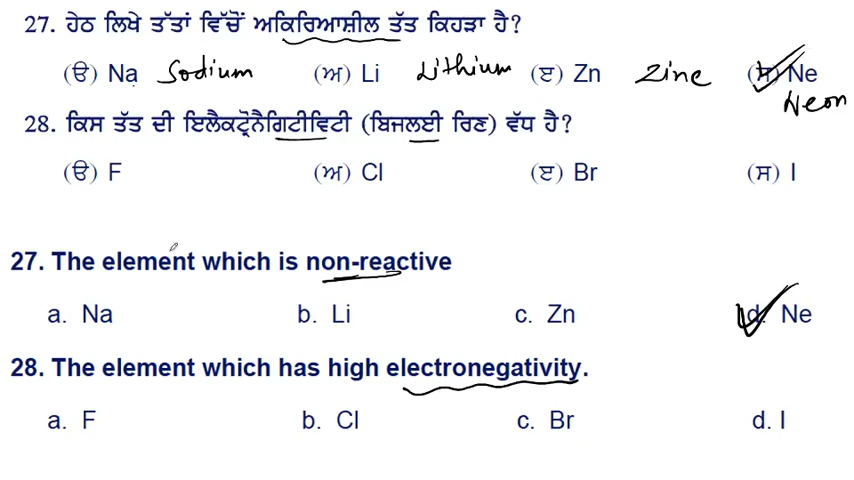 27. ਹੇਠ ਲਿਖੇ ਤੱਤਾਂ ਵਿੱਚੋਂ ਅਕਿਰਿਆਸ਼ੀਲ ਤੱਤ ਕਿਹੜਾ ਹੈ?
(ੳ) Na Sodium (ਅ) Li Lithium (ੲ) Zn Zinc (ਸ) Ne
Neon
28. ਕਿਸ ਤੱਤ ਦੀ ਇਲੈਕਟ੍ਰੋਨੈਗਿਟੀਵਿਟੀ (ਬਿਜਲਈ ਰਿਣ) ਵੱਧ ਹੈ?
(ੳ) F (ਅ) Cl (ੲ) Br (ਸ) I
27. The element which is non-reactive
a. Na b. Li c. Zn d. Ne
28. The element which has high electronegativity.
a. F b. Cl c. Br d. I